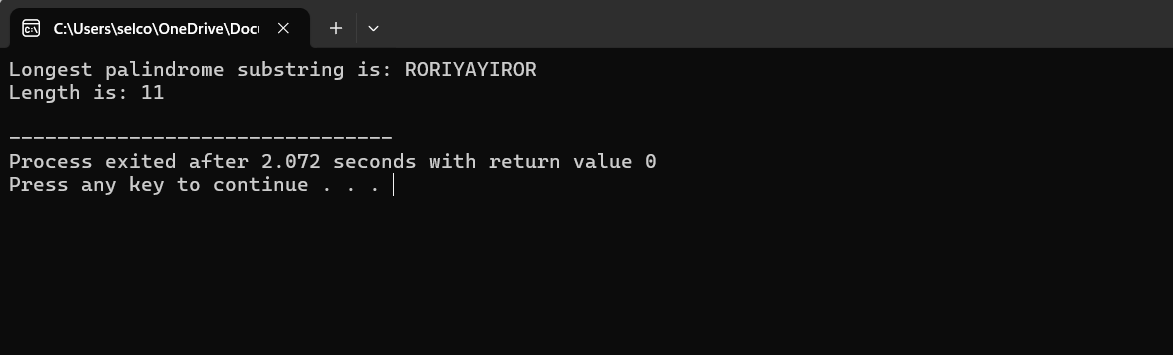 C:\Users\selco\OneDrive\Doc
Longest palindrome substring is: RORIYAYIROR
Length is: 11
--------------------------------
Process exited after 2.072 seconds with return value 0
Press any key to continue . . .